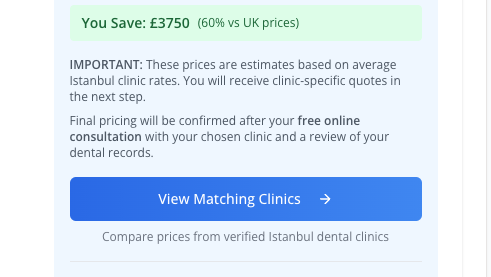 You Save: £3750 (60% vs UK prices)
IMPORTANT: These prices are estimates based on average
Istanbul clinic rates. You will receive clinic-specific quotes in
the next step.
Final pricing will be confirmed after your free online
consultation with your chosen clinic and a review of your
dental records.
View Matching Clinics →
Compare prices from verified Istanbul dental clinics